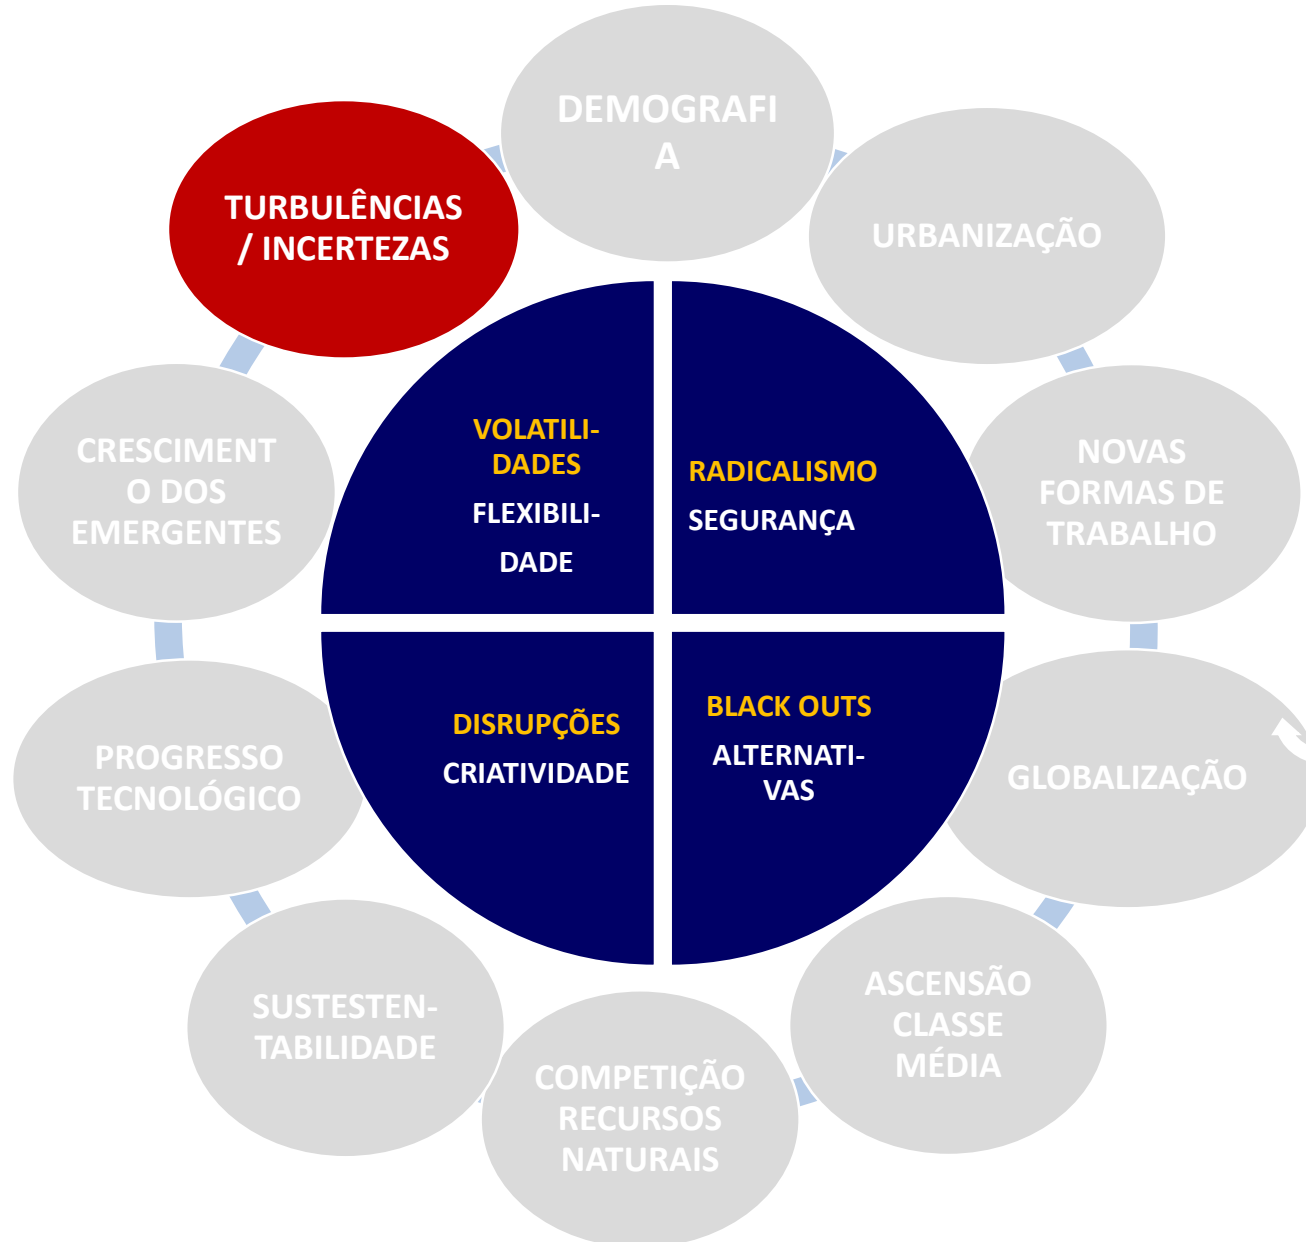 DEMOGRAFI
A
TURBULÊNCIAS
/ INCERTEZAS
URBANIZAÇÃO
CRESCIMENT
O DOS
EMERGENTES
VOLATILI-
DADES
FLEXIBILI-
DADE
RADICALISMO
SEGURANÇA
NOVAS
FORMAS DE
TRABALHO
PROGRESSO
TECNOLÓGICO
DISRUPÇÕES
CRIATIVIDADE
BLACK OUTS
ALTERNATI-
VAS
GLOBALIZAÇÃO
SUSTESTEN-
TABILIDADE
COMPETIÇÃO
RECURSOS
NATURAIS
ASCENSÃO
CLASSE
MÉDIA